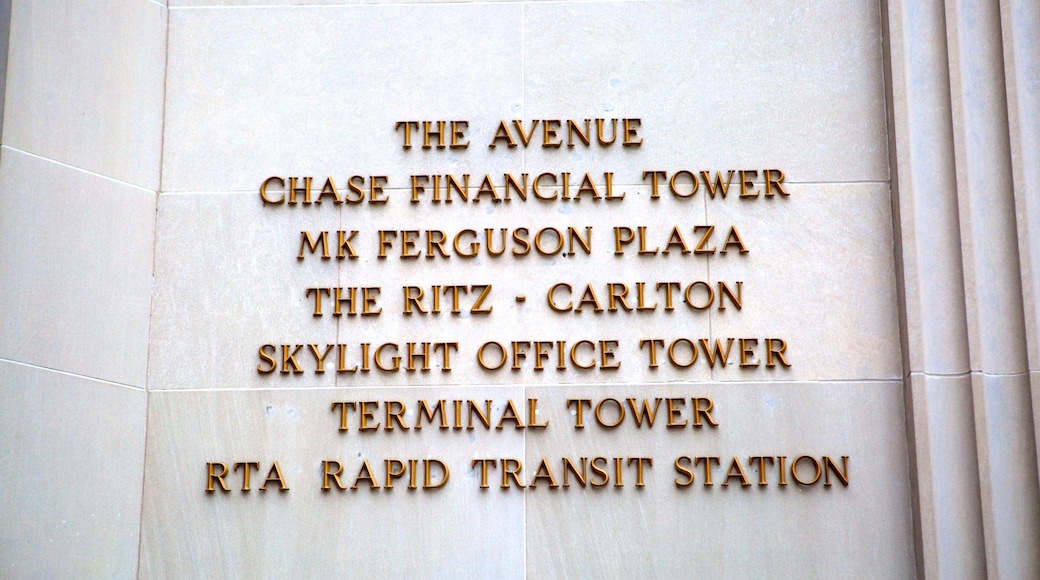 THE AVENUE
CHASE FINANCIAL TOWER
MK FERGUSON PLAZA
THE RITZ - CARLTON
SKYLIGHT OFFICE TOWER
TERMINAL TOWER
RTA RAPID TRANSIT STATION